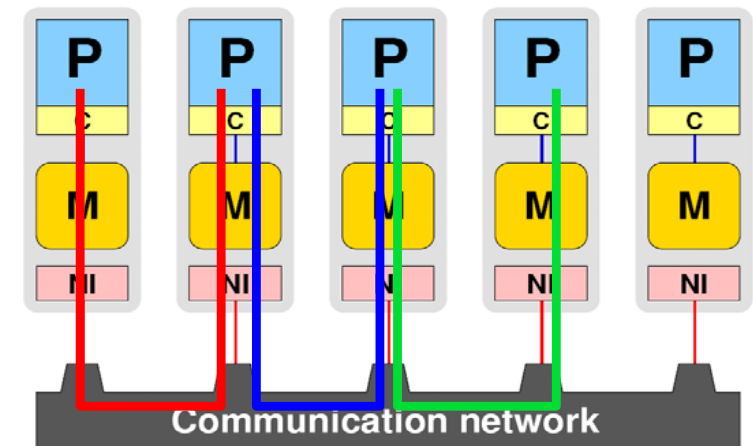 P P P P P
C C C C C
M M M M M
NI NI N NI NI
Communication network